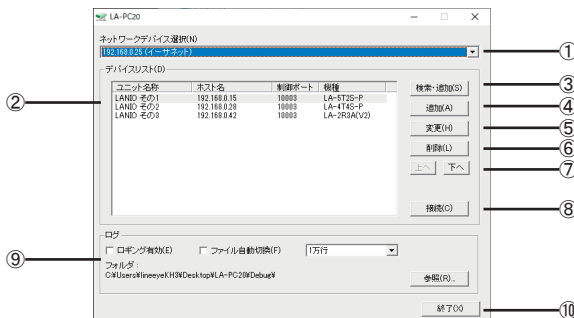 LA-PC20
ネットワークデバイス選択(N)
192.168.0.25 (イーサネット)
①
デバイスリスト(D)
②
ユニット名称 ホスト名 制御ポート 機種
LANIO その1 192.168.0.15 10003 LA-5T2S-P
LANIO その2 192.168.0.28 10003 LA-4T4S-P
LANIO その3 192.168.0.42 10003 LA-2R3A(V2)
検索・追加(S)
③
追加(A)
④
変更(H)
⑤
削除(L)
⑥
上へ 下へ
⑦
接続(C)
⑧
ログ
⑨
ロギング有効(E) ファイル自動切換(F) 1万行
フォルダ:
C:¥Users¥lineeyeKH3¥Desktop¥LA-PC20¥Debug¥
参照(R)...
終了(X)
⑩